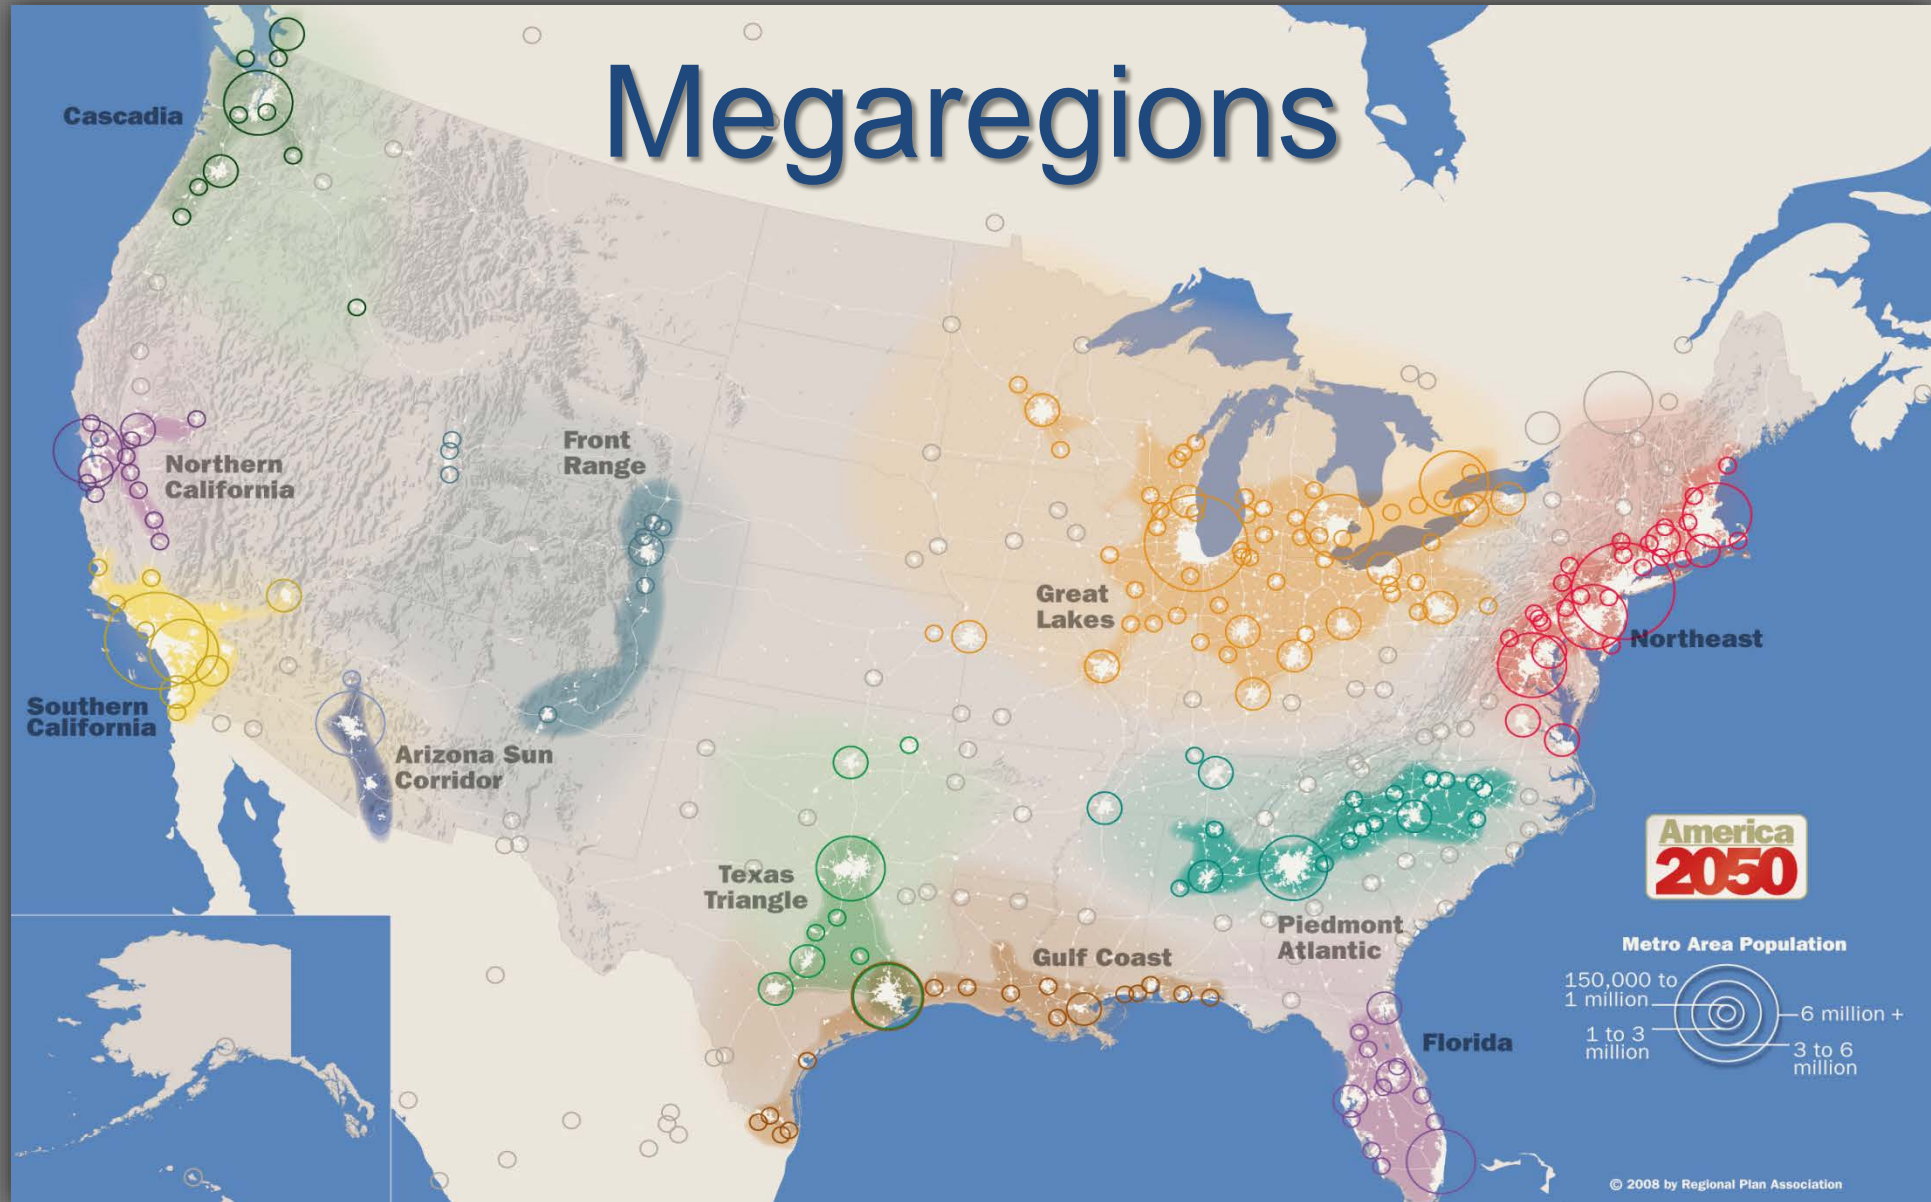 Megaregions
Cascadia
Northern
California
Front
Range
Great
Lakes
Northeast
Southern
California
Arizona Sun
Corridor
Texas
Triangle
Gulf Coast
Piedmont
Atlantic
Florida
America
2050
Metro Area Population
150,000 to
1 million
6 million +
1 to 3
million
3 to 6
million
© 2008 by Regional Plan Association